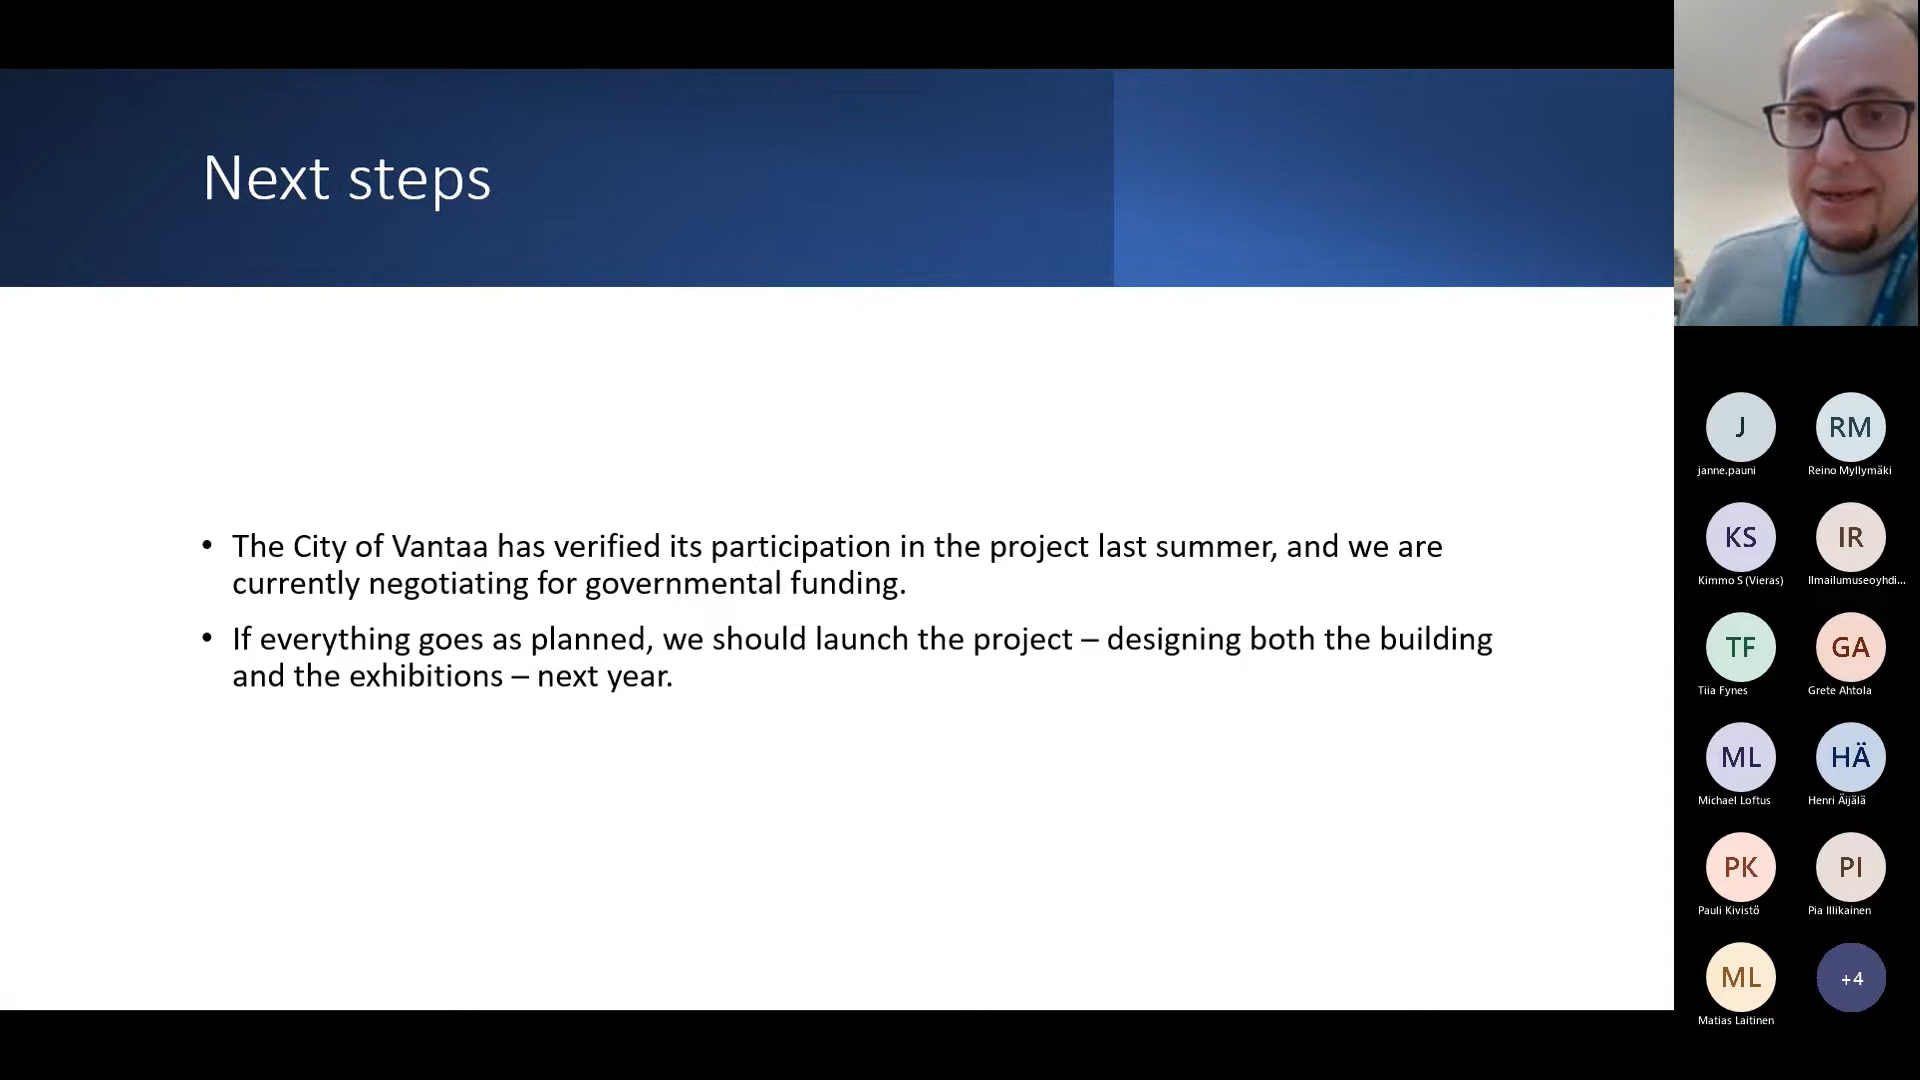 Next steps
• The City of Vantaa has verified its participation in the project last summer, and we are
currently negotiating for governmental funding.
• If everything goes as planned, we should launch the project – designing both the building
and the exhibitions – next year.
J
janne.pauni
RM
Reino Myllymäki
KS
Kimmo S (Vieras)
IR
Ilmailumuseoyhdi...
TF
Tiia Fynes
GA
Grete Ahtola
ML
Michael Loftus
HÄ
Henri Äijälä
PK
Pauli Kivistö
PI
Pia Illikainen
ML
Matias Laitinen
+4